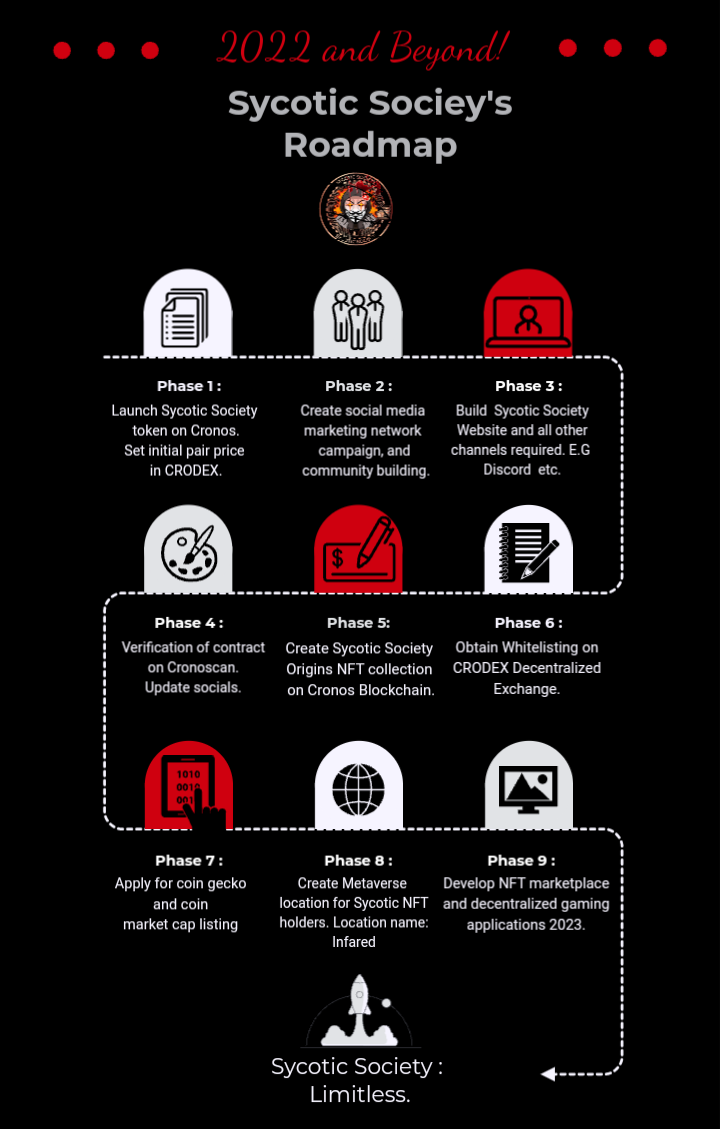 2022 and Beyond!
Sycotic Sociey's
Roadmap
Phase 1 :
Launch Sycotic Society
token on Cronos.
Set initial pair price
in CRODEX.
Phase 2 :
Create social media
marketing network
campaign, and
community building.
Phase 3 :
Build Sycotic Society
Website and all other
channels required. E.G
Discord etc.
Phase 4 :
Verification of contract
on Cronoscan.
Update socials.
Phase 5:
Create Sycotic Society
Origins NFT collection
on Cronos Blockchain.
Phase 6 :
Obtain Whitelisting on
CRODEX Decentralized
Exchange.
$
1010
Phase 7 :
Apply for coin gecko
and coin
market cap listing
Phase 8 :
Create Metaverse
location for Sycotic NFT
holders. Location name:
Infared
Phase 9 :
Develop NFT marketplace
and decentralized gaming
applications 2023.
Sycotic Society :
Limitless.